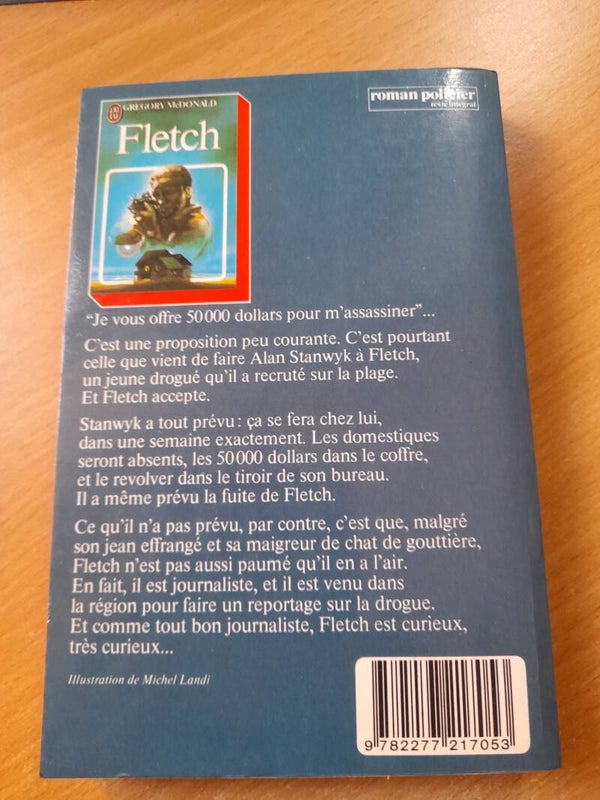 J'AI LU
GREGORY McDONALD
Fletch
roman policier
texte intégral
“Je vous offre 50 000 dollars pour m'assassiner”...
C'est une proposition peu courante. C'est pourtant
celle que vient de faire Alan Stanwyk à Fletch,
un jeune drogué qu'il a recruté sur la plage.
Et Fletch accepte.
Stanwyk a tout prévu : ça se fera chez lui,
dans une semaine exactement. Les domestiques
seront absents, les 50 000 dollars dans le coffre,
et le revolver dans le tiroir de son bureau.
Il a même prévu la fuite de Fletch.
Ce qu'il n'a pas prévu, par contre, c'est que, malgré
son jean effrangé et sa maigreur de chat de gouttière,
Fletch n'est pas aussi paumé qu'il en a l'air.
En fait, il est journaliste, et il est venu dans
la région pour faire un reportage sur la drogue.
Et comme tout bon journaliste, Fletch est curieux,
très curieux...
Illustration de Michel Landi
9 782277 217053